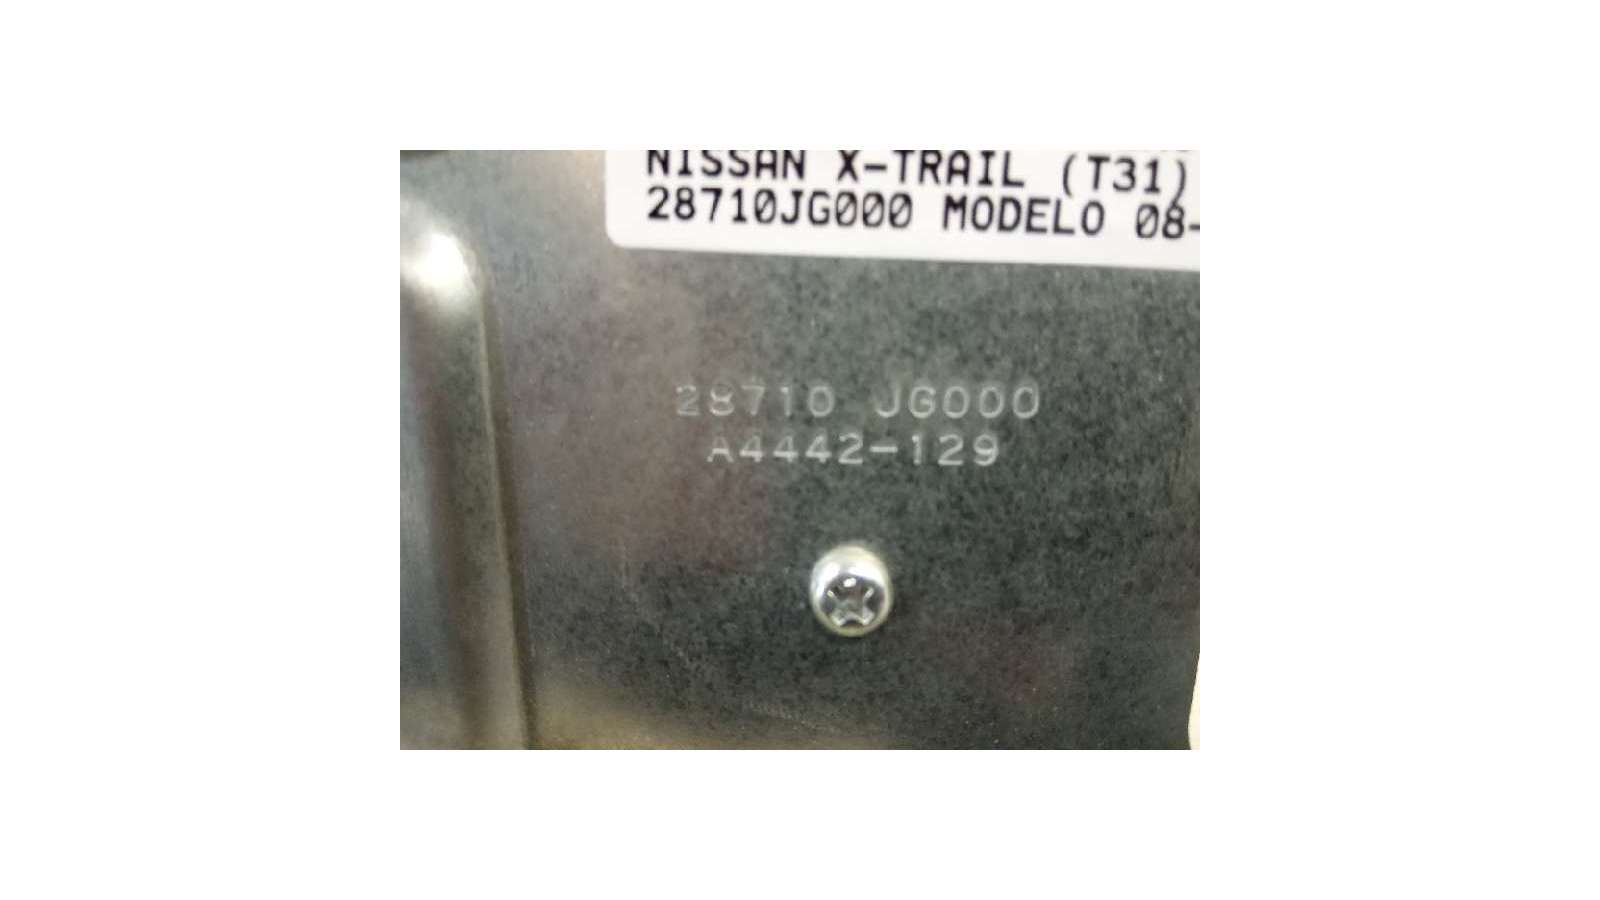 NISSAN X-TRAIL (T31)
28710JG000 MODELO 08-
28710 JG000
A4442-129